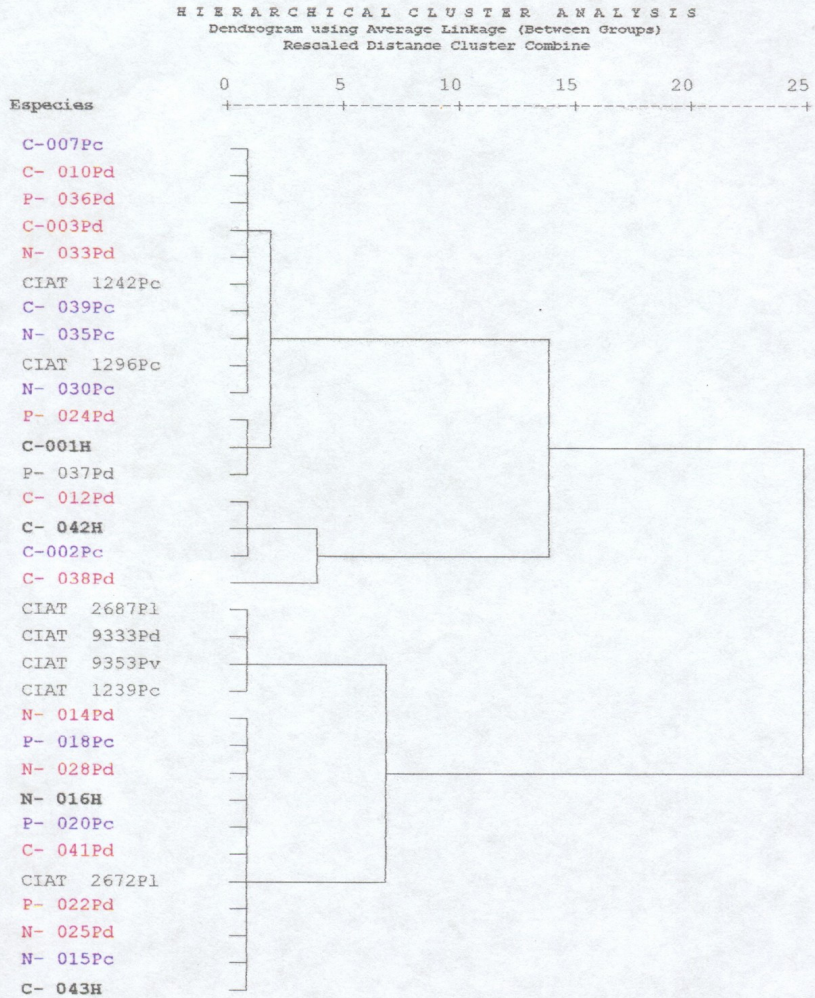 H I E R A R C H I C A L C L U S T E R A N A L Y S I S
Dendrogram using Average Linkage (Between Groups)
Rescaled Distance Cluster Combine
0 5 10 15 20 25
Especies
C-007Pc
C- 010Pd
P- 036Pd
C-003Pd
N- 033Pd
CIAT 1242Pc
C- 039Pc
N- 035Pc
CIAT 1296Pc
N- 030Pc
P- 024Pd
C-001H
P- 037Pd
C- 012Pd
C- 042H
C-002Pc
C- 038Pd
CIAT 2687Pl
CIAT 9333Pd
CIAT 9353Pv
CIAT 1239Pc
N- 014Pd
P- 018Pc
N- 028Pd
N- 016H
P- 020Pc
C- 041Pd
CIAT 2672Pl
P- 022Pd
N- 025Pd
N- 015Pc
C- 043H